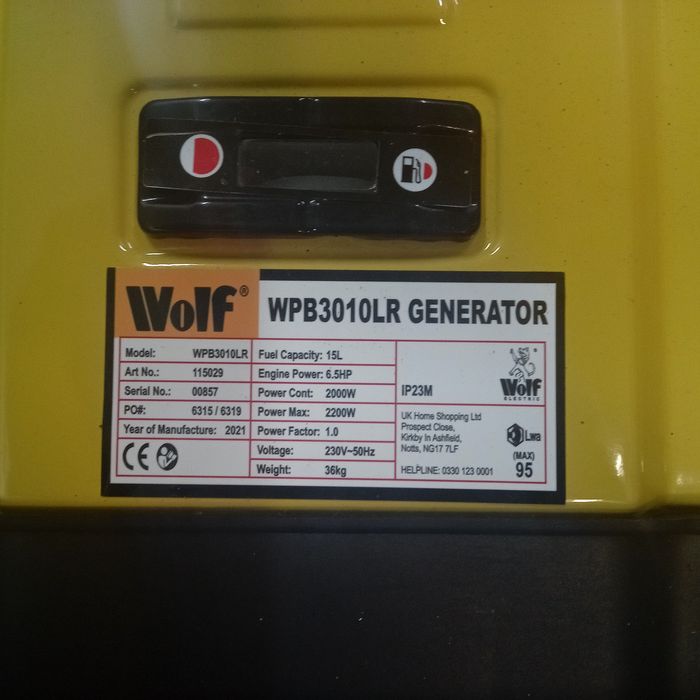 Wolf®
WPB3010LR GENERATOR
Model: WPB3010LR
Art No.: 115029
Serial No.: 00857
PO#: 6315 / 6319
Year of Manufacture: 2021
CE
Fuel Capacity: 15L
Engine Power: 6.5HP
Power Cont: 2000W
Power Max: 2200W
Power Factor: 1.0
Voltage: 230V~50Hz
Weight: 36kg
IP23M
Wolf
ELECTRIC
UK Home Shopping Ltd
Prospect Close,
Kirkby In Ashfield,
Notts, NG17 7LF
HELPLINE: 0330 123 0001
Lwa
(MAX)
95